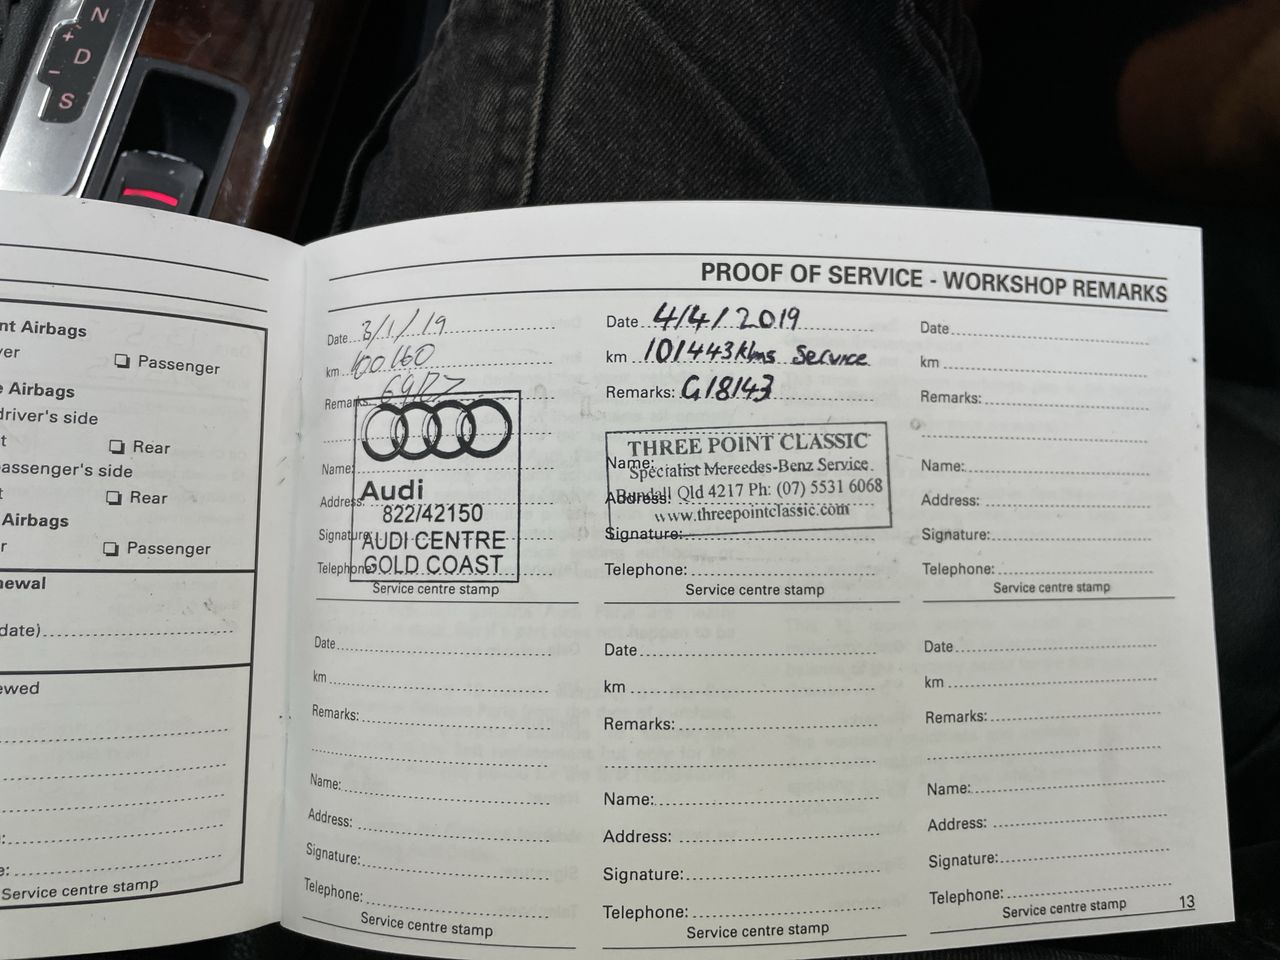 N
+
D
-
S
nt Airbags
ver
❏ Passenger
e Airbags
driver's side
t
❏ Rear
passenger's side
t
❏ Rear
Airbags
r
❏ Passenger
newal
date)
ewed
:
e:
Service centre stamp
PROOF OF SERVICE - WORKSHOP REMARKS
Date 3/1/19
km 100160
Remarks:
Name:
Address:
Signature:
Telephone:
Audi
822/42150
AUDI CENTRE
GOLD COAST
Service centre stamp
Date 4/4/2019
km 101443 Klms Service
Remarks: G18143
THREE POINT CLASSIC
Name:
Specialist Mercedes-Benz Service.
Address:
Bundall Qld 4217 Ph: (07) 5531 6068
www.threepointclassic.com
Signature:
Telephone:
Service centre stamp
Date
km
Remarks:
Name:
Address:
Signature:
Telephone:
Service centre stamp
Date
km
Remarks:
Name:
Address:
Signature:
Telephone:
Service centre stamp
Date
km
Remarks:
Name:
Address:
Signature:
Telephone:
Service centre stamp
Date
km
Remarks:
Name:
Address:
Signature:
Telephone:
Service centre stamp
13